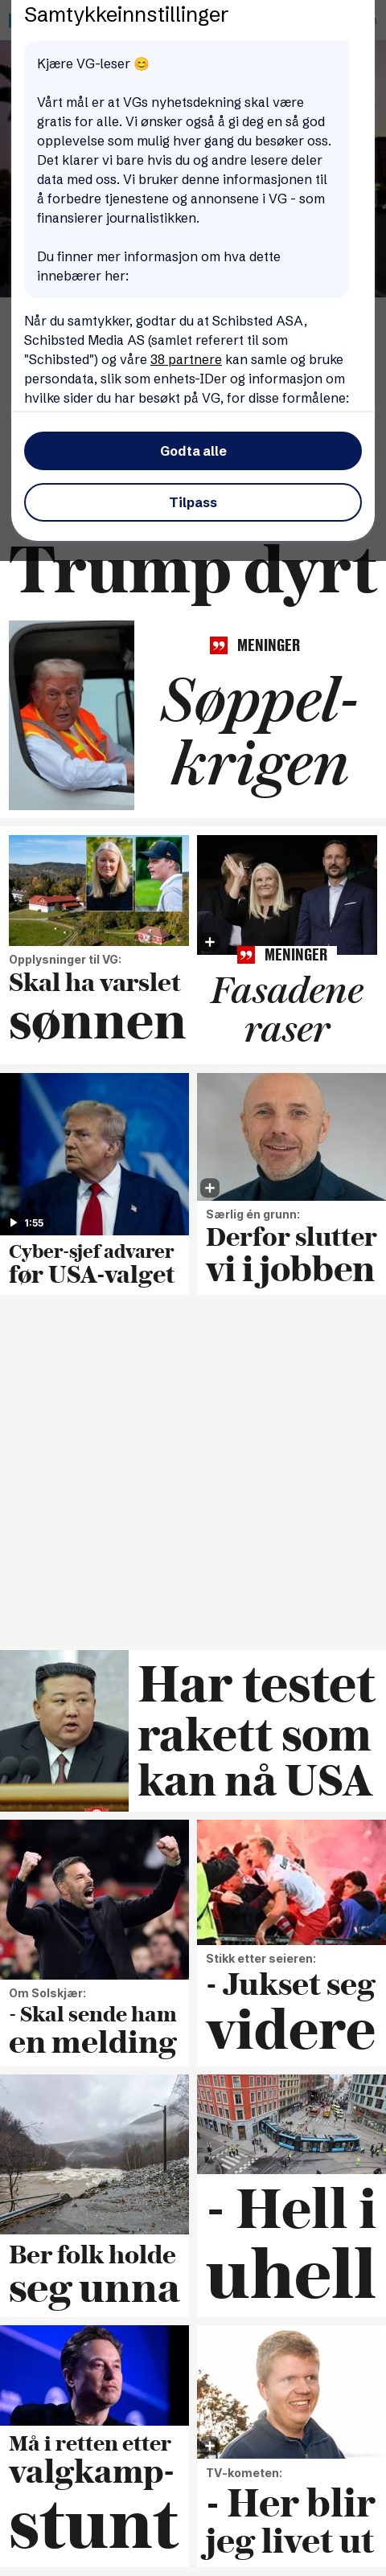 Samtykkeinnstillinger
Kjære VG-leser 😊
Vårt mål er at VGs nyhetsdekning skal være
gratis for alle. Vi ønsker også å gi deg en så god
opplevelse som mulig hver gang du besøker oss.
Det klarer vi bare hvis du og andre lesere deler
data med oss. Vi bruker denne informasjonen til
å forbedre tjenestene og annonsene i VG - som
finansierer journalistikken.
Du finner mer informasjon om hva dette
innebærer her:
Når du samtykker, godtar du at Schibsted ASA,
Schibsted Media AS (samlet referert til som
"Schibsted") og våre 38 partnere kan samle og bruke
persondata, slik som enhets-IDer og informasjon om
hvilke sider du har besøkt på VG, for disse formålene:
Godta alle
Tilpass
Trump dyrt
MENINGER
Søppel-
krigen
Opplysninger til VG:
Skal ha varslet
sønnen
MENINGER
Fasadene
raser
1:55
Cyber-sjef advarer
før USA-valget
Særlig én grunn:
Derfor slutter
vi i jobben
Har testet
rakett som
kan nå USA
Om Solskjær:
- Skal sende ham
en melding
Stikk etter seieren:
- Jukset seg
videre
Ber folk holde
seg unna
- Hell i
uhell
Må i retten etter
valgkamp-
stunt
TV-kometen:
- Her blir
jeg livet ut